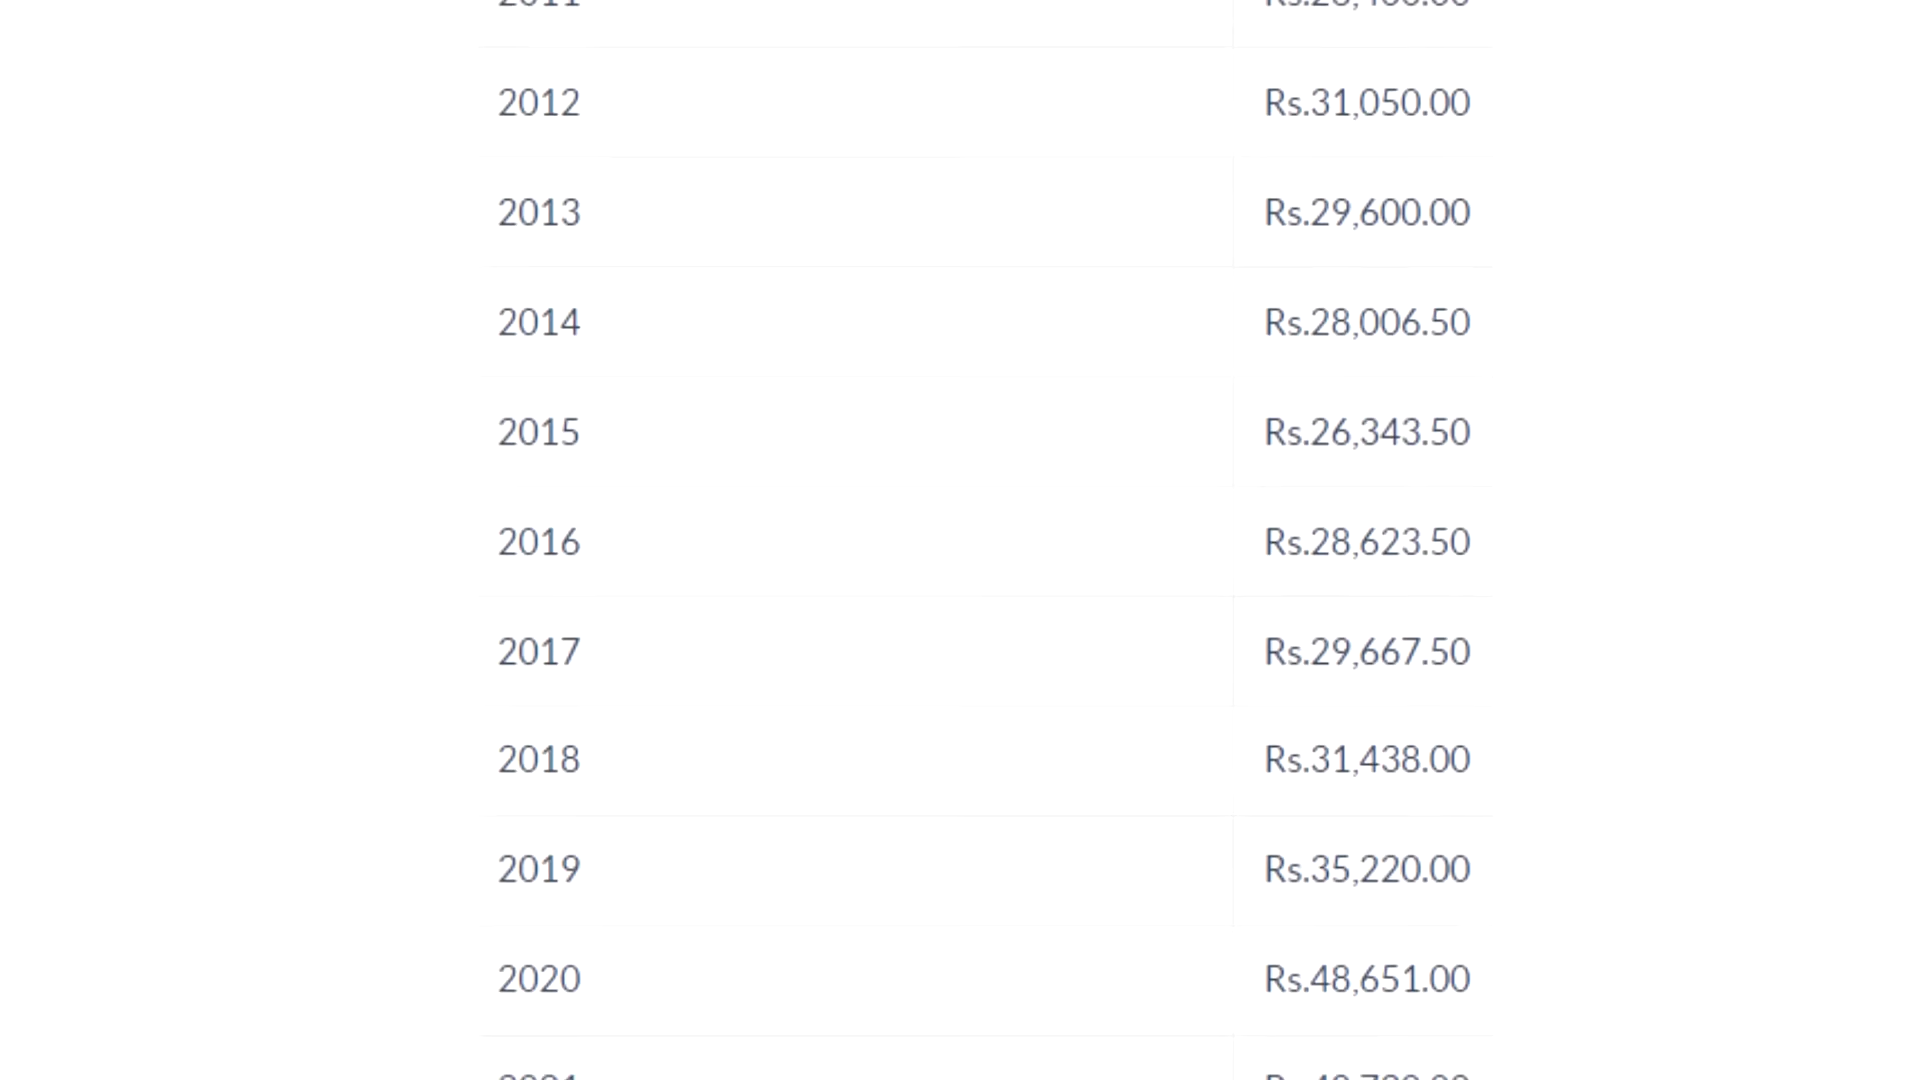 2012 Rs.31,050.00
2013 Rs.29,600.00
2014 Rs.28,006.50
2015 Rs.26,343.50
2016 Rs.28,623.50
2017 Rs.29,667.50
2018 Rs.31,438.00
2019 Rs.35,220.00
2020 Rs.48,651.00